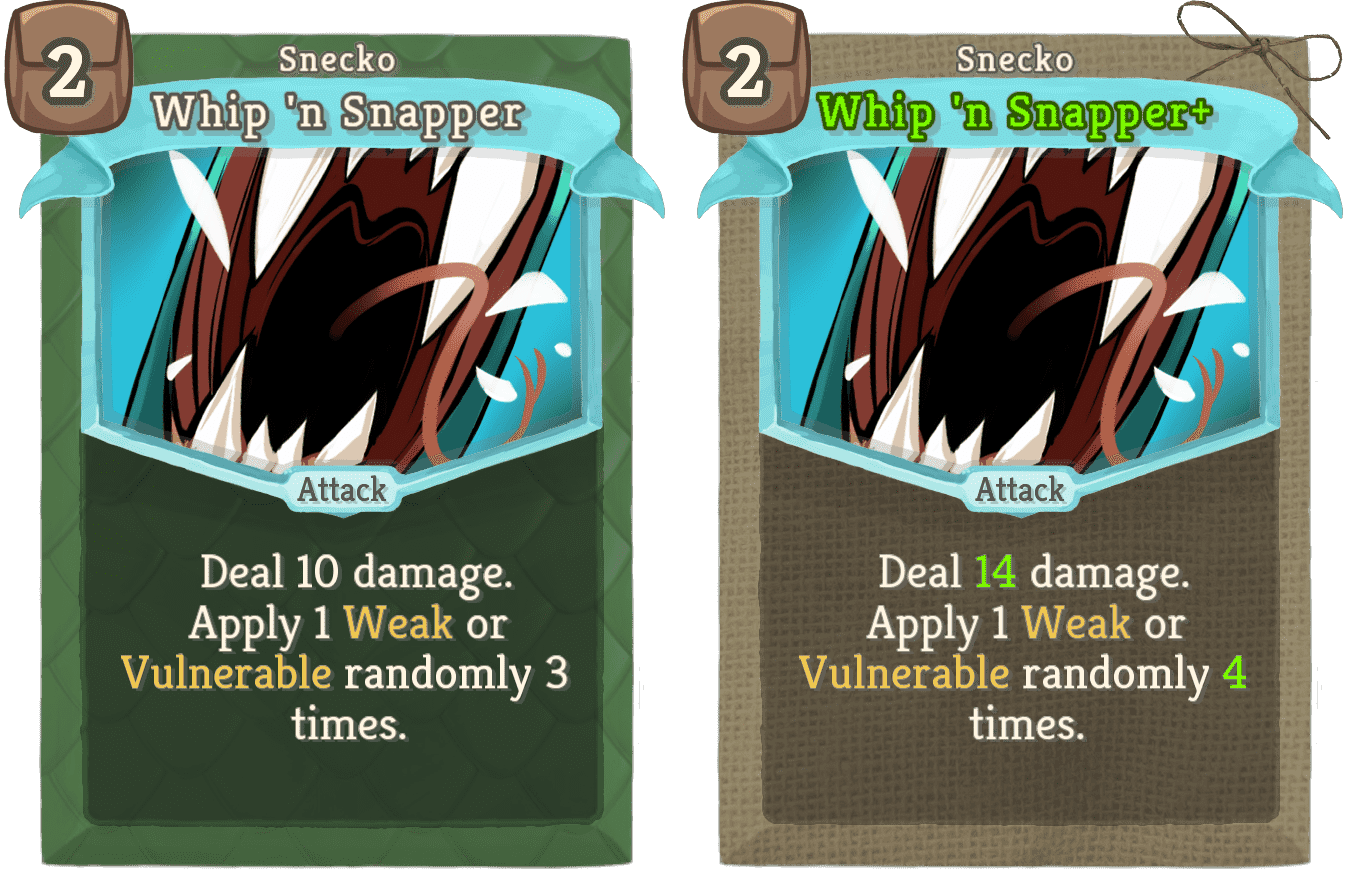 2
Snecko
Whip 'n Snapper
Attack
Deal 10 damage.
Apply 1 Weak or
Vulnerable randomly 3
times.
2
Snecko
Whip 'n Snapper+
Attack
Deal 14 damage.
Apply 1 Weak or
Vulnerable randomly 4
times.